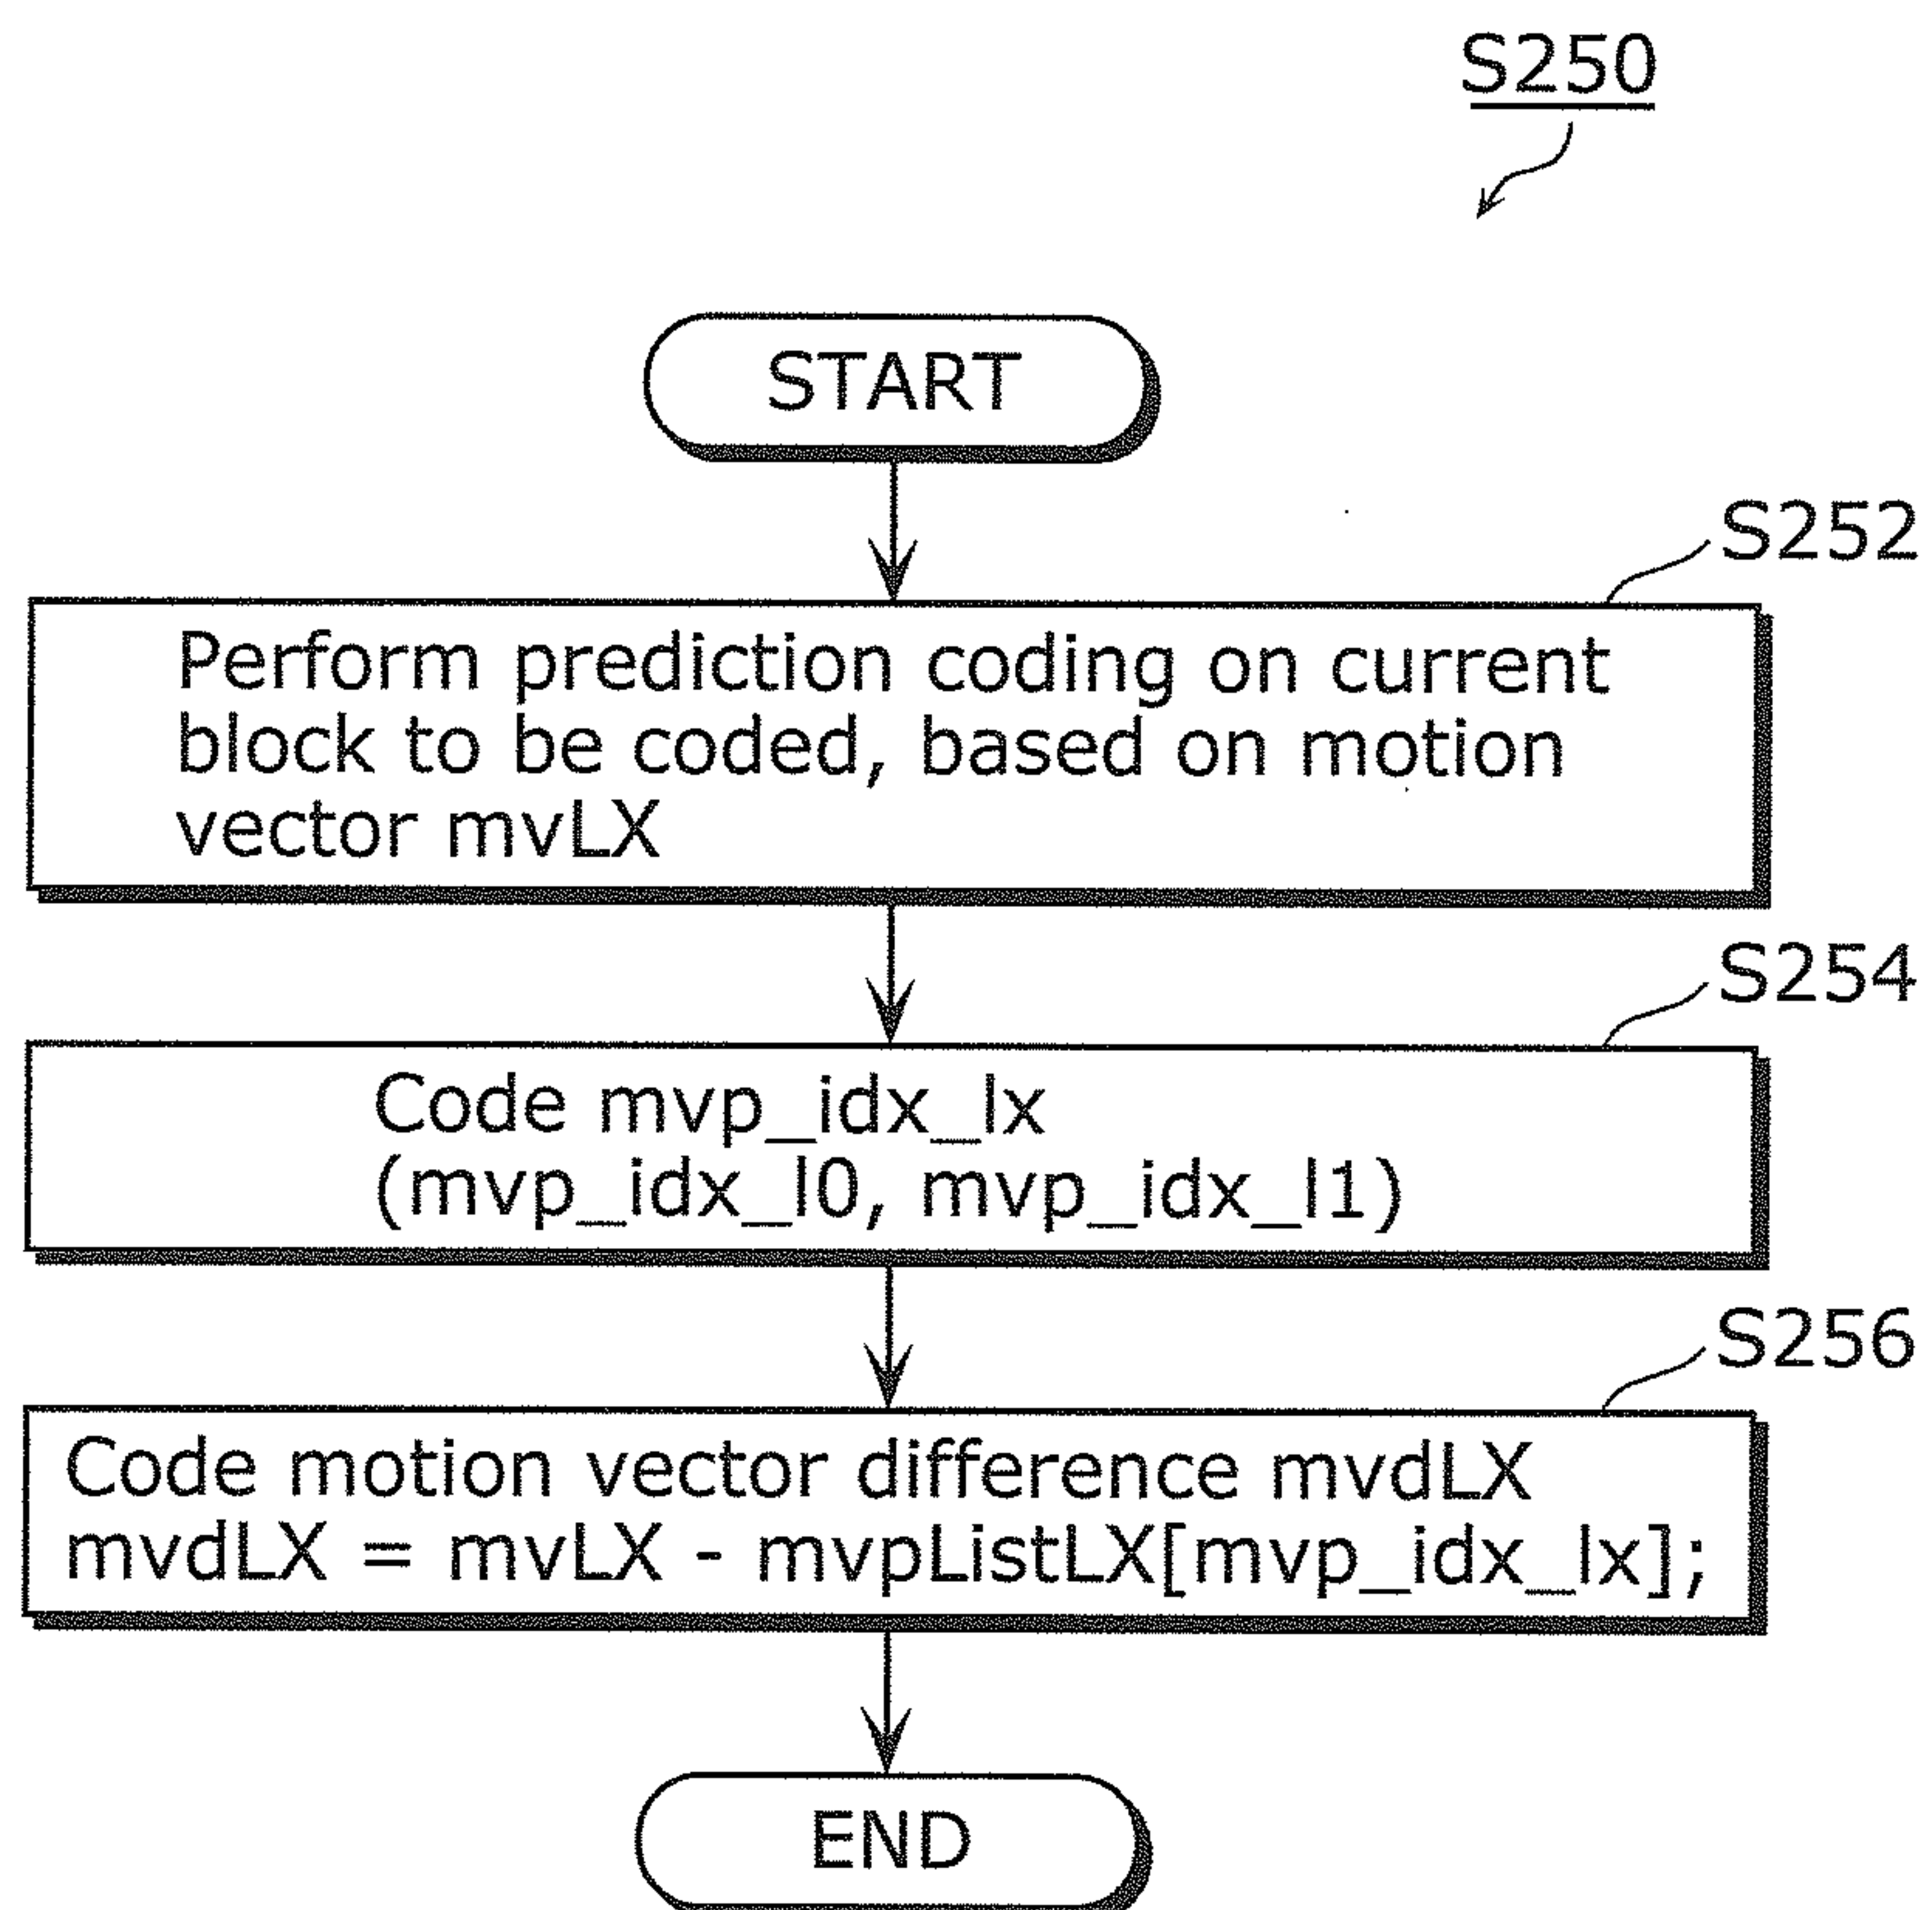 S250
START
S252
Perform prediction coding on current
block to be coded, based on motion
vector mvLX
S254
Code mvp_idx_lx
(mvp_idx_l0, mvp_idx_l1)
S256
Code motion vector difference mvdLX
mvdLX = mvLX - mvpListLX[mvp_idx_lx];
END